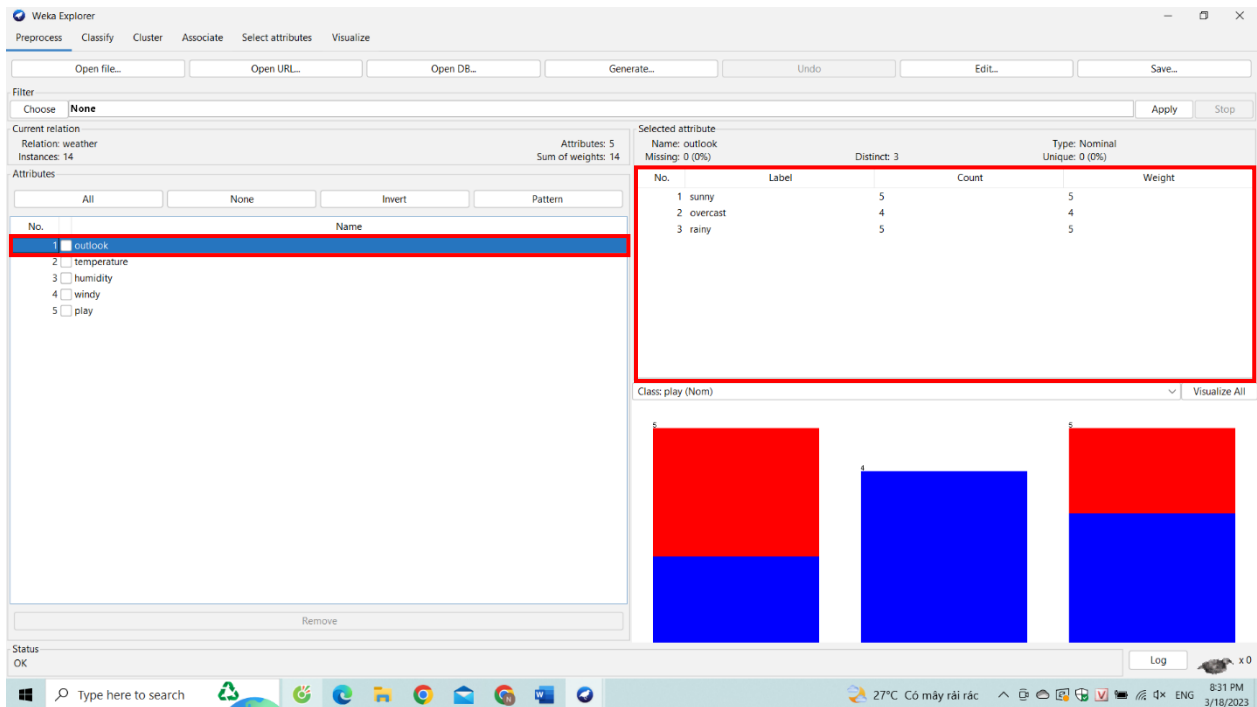 Weka Explorer
Preprocess Classify Cluster Associate Select attributes Visualize
Open file... Open URL... Open DB... Generate... Undo Edit... Save...
Filter
Choose None Apply Stop
Current relation
Relation: weather Attributes: 5
Instances: 14 Sum of weights: 14
Attributes
All None Invert Pattern
No. Name
1 outlook
2 temperature
3 humidity
4 windy
5 play
Remove
Selected attribute
Name: outlook Type: Nominal
Missing: 0 (0%) Distinct: 3 Unique: 0 (0%)
No. Label Count Weight
1 sunny 5 5
2 overcast 4 4
3 rainy 5 5
Class: play (Nom) Visualize All
5 4 5
Status
OK Log x 0
Type here to search 27°C Có mây rải rác ENG 8:31 PM
3/18/2023